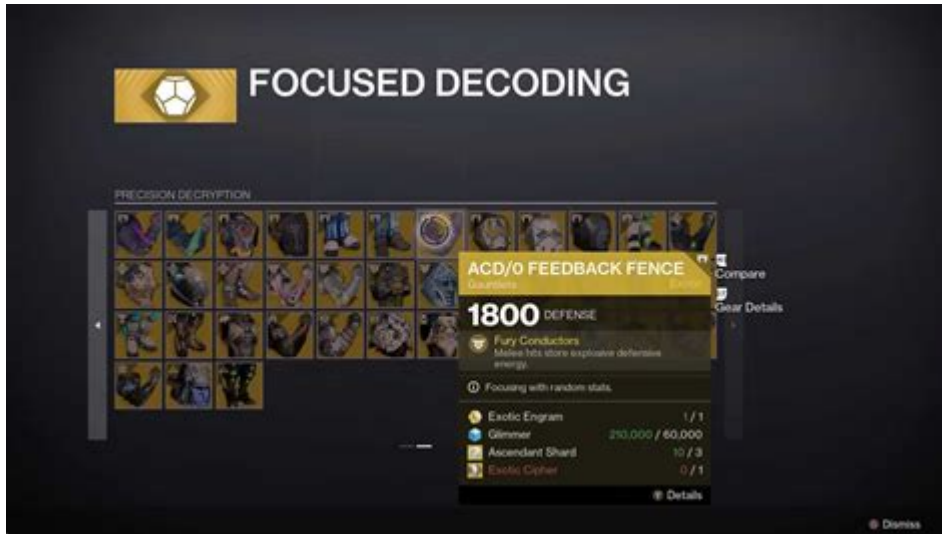 FOCUSED DECODING
PRECISION DECRYPTION
ACD/0 FEEDBACK FENCE
Gauntlets Exotic
1800 DEFENSE
Fury Conductors
Melee hits store explosive defensive
energy.
Focusing with random stats.
Exotic Engram 1 / 1
Glimmer 210,000 / 60,000
Ascendant Shard 10 / 3
Exotic Cipher 0 / 1
Details
Compare
Gear Details
Dismiss